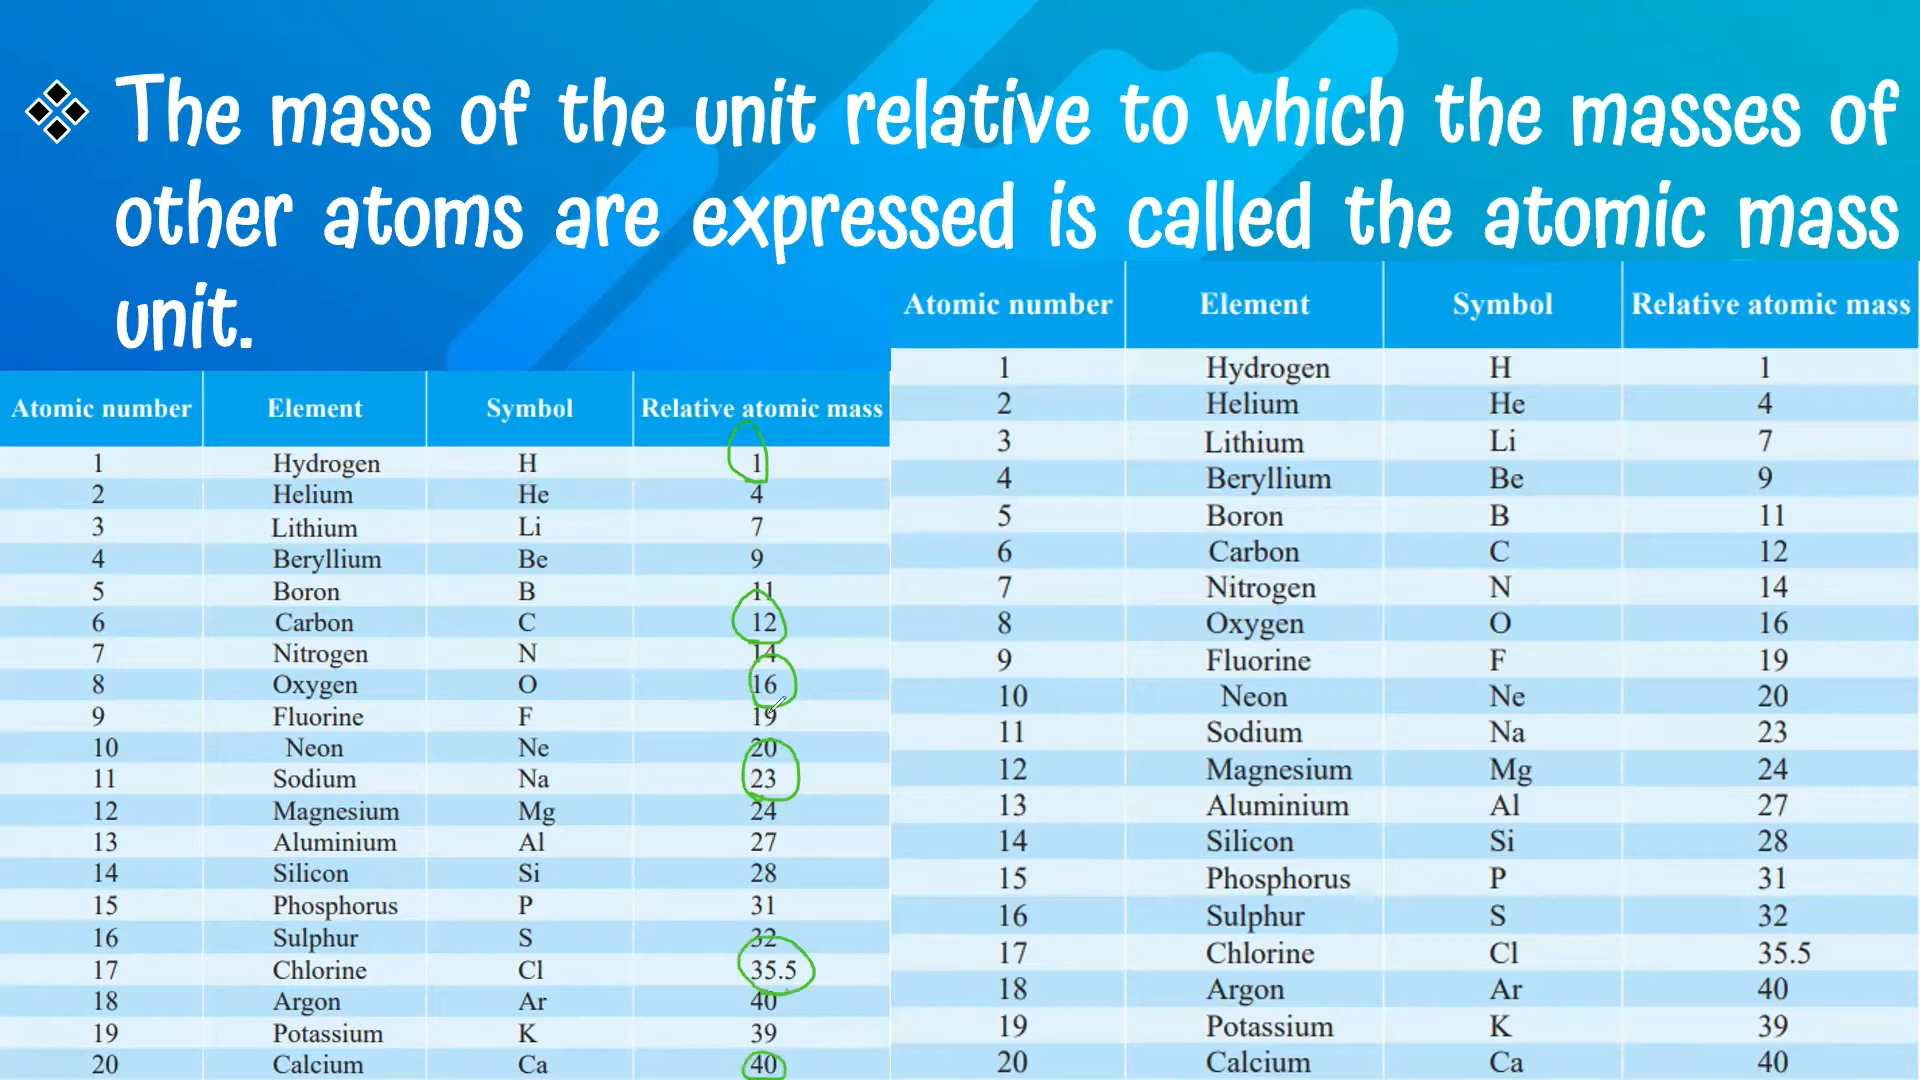 The mass of the unit relative to which the masses of
other atoms are expressed is called the atomic mass
unit.
Atomic number Element Symbol Relative atomic mass
1 Hydrogen H 1
2 Helium He 4
3 Lithium Li 7
4 Beryllium Be 9
5 Boron B 11
6 Carbon C 12
7 Nitrogen N 14
8 Oxygen O 16
9 Fluorine F 19
10 Neon Ne 20
11 Sodium Na 23
12 Magnesium Mg 24
13 Aluminium Al 27
14 Silicon Si 28
15 Phosphorus P 31
16 Sulphur S 32
17 Chlorine Cl 35.5
18 Argon Ar 40
19 Potassium K 39
20 Calcium Ca 40
Atomic number Element Symbol Relative atomic mass
1 Hydrogen H 1
2 Helium He 4
3 Lithium Li 7
4 Beryllium Be 9
5 Boron B 11
6 Carbon C 12
7 Nitrogen N 14
8 Oxygen O 16
9 Fluorine F 19
10 Neon Ne 20
11 Sodium Na 23
12 Magnesium Mg 24
13 Aluminium Al 27
14 Silicon Si 28
15 Phosphorus P 31
16 Sulphur S 32
17 Chlorine Cl 35.5
18 Argon Ar 40
19 Potassium K 39
20 Calcium Ca 40